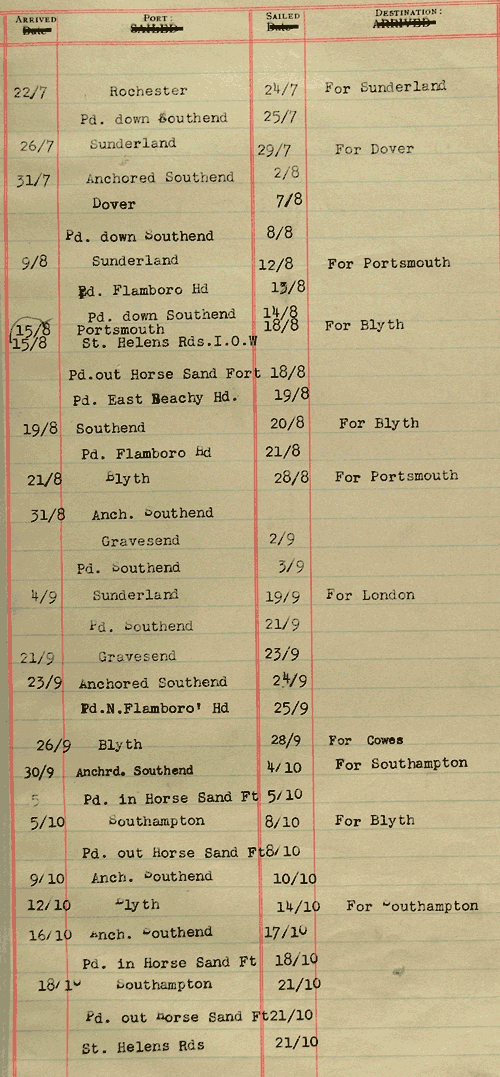 ARRIVED PORT: SAILED DESTINATION:
Date SAILED Date ARRIVED
22/7 Rochester 24/7 For Sunderland
Pd. down Southend 25/7
26/7 Sunderland 29/7 For Dover
31/7 Anchored Southend 2/8
Dover 7/8
Pd. down Southend 8/8
9/8 Sunderland 12/8 For Portsmouth
Pd. Flamboro Hd 13/8
Pd. down Southend 14/8
15/8 Portsmouth 18/8 For Blyth
15/8 St. Helens Rds.I.O.W
Pd.out Horse Sand Fort 18/8
Pd. East Beachy Hd. 19/8
19/8 Southend 20/8 For Blyth
Pd. Flamboro Hd 21/8
21/8 Blyth 28/8 For Portsmouth
31/8 Anch. Southend
Gravesend 2/9
Pd. Southend 3/9
4/9 Sunderland 19/9 For London
Pd. Southend 21/9
21/9 Gravesend 23/9
23/9 Anchored Southend 24/9
Pd.N.Flamboro' Hd 25/9
26/9 Blyth 28/9 For Cowes
30/9 Anchrd. Southend 4/10 For Southampton
5 Pd. in Horse Sand Ft 5/10
5/10 Southampton 8/10 For Blyth
Pd. out Horse Sand Ft 8/10
9/10 Anch. Southend 10/10
12/10 Blyth 14/10 For Southampton
16/10 Anch. Southend 17/10
Pd. in Horse Sand Ft 18/10
18/10 Southampton 21/10
Pd. out Horse Sand Ft 21/10
St. Helens Rds 21/10